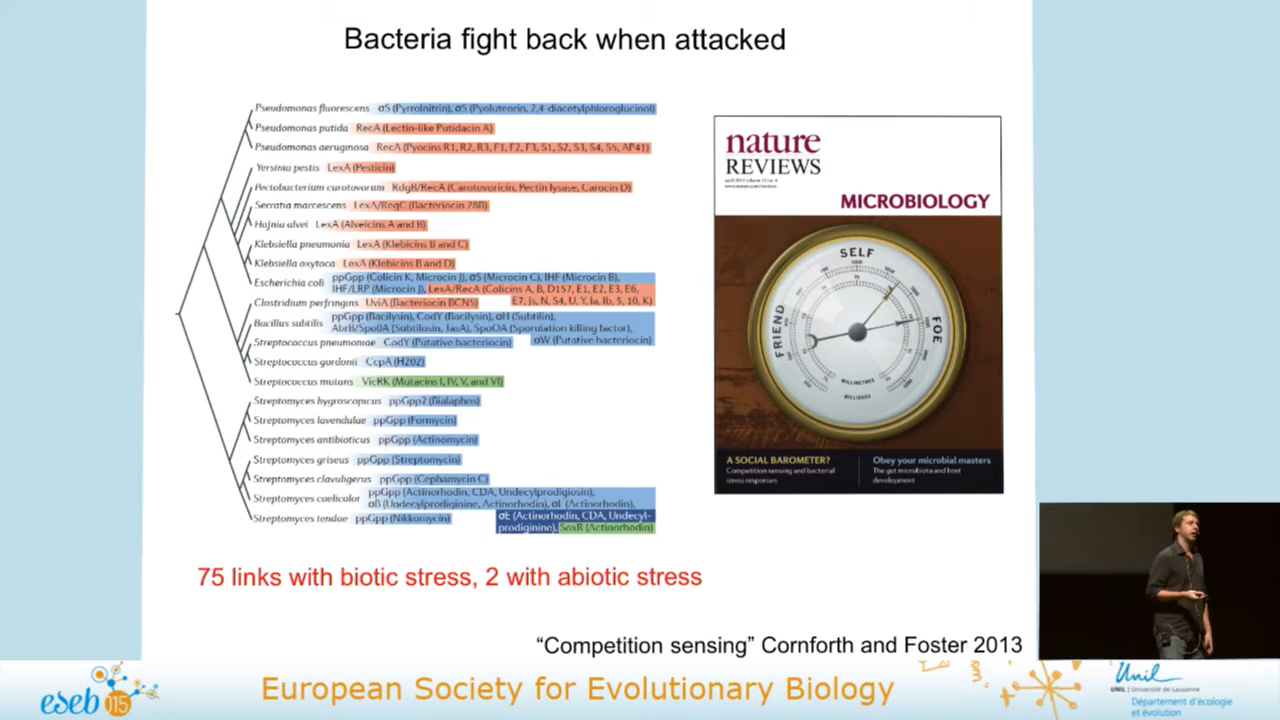 Bacteria fight back when attacked
Pseudomonas fluorescens σS (Pyrrolnitrin), σS (Pyoluteorin, 2,4-diacetylphloroglucinol)
Pseudomonas putida RecA (Lectin-like Putidacin A)
Pseudomonas aeruginosa RecA (Pyocins R1, R2, R3, F1, F2, F3, S1, S2, S3, S4, S5, AP41)
Yersinia pestis LexA (Pesticin)
Pectobacterium carotovorum RdgB/RecA (Carotovoricin, Pectin lysase, Carocin D)
Serratia marcescens LexA/RegC (Bacteriocin 28B)
Hafnia alvei LexA (Alveicins A and B)
Klebsiella pneumonia LexA (Klebicins B and C)
Klebsiella oxytoca LexA (Klebicins B and D)
Escherichia coli ppGpp (Colicin K, Microcin J), σS (Microcin C), IHF (Microcin B),
IHF/LRP (Microcin J), LexA/RecA (Colicins A, B, D157, E1, E2, E3, E6,
E7, Js, N, S4, U, Y, Ia, Ib, 5, 10, K)
Clostridium perfringins UviA (Bacteriocin BCN5)
Bacillus subtilis ppGpp (Bacilysin), CodY (Bacilysin), σH (Subtilin),
AbrB/Spo0A (Subtilosin, TasA), SpoOA (Sporulation killing factor),
σW (Putative bacteriocin)
Streptococcus pneumoniae CodY (Putative bacteriocin)
Streptococcus gordonii CcpA (H202)
Streptococcus mutans VicRK (Mutacins I, IV, V, and VI)
Streptomyces hygroscopicus ppGpp? (Bialaphos)
Streptomyces lavendulae ppGpp (Formycin)
Streptomyces antibioticus ppGpp (Actinomycin)
Streptomyces griseus ppGpp (Streptomycin)
Streptomyces clavuligerus ppGpp (Cephamycin C)
Streptomyces coelicolor ppGpp (Actinorhodin, CDA, Undecylprodigiosin),
σB (Undecylprodiginine, Actinorhodin), σI (Actinorhodin),
σE (Actinorhodin, CDA, Undecyl-
prodiginine), SoxR (Actinorhodin)
Streptomyces tendae ppGpp (Nikkomycin)
nature
REVIEWS
MICROBIOLOGY
SELF
FRIEND
FOE
MILLIMETRES
MILLIBARS
A SOCIAL BAROMETER?
Competition sensing and bacterial
stress responses
Obey your microbial masters
The gut microbiota and host
development
75 links with biotic stress, 2 with abiotic stress
“Competition sensing” Cornforth and Foster 2013
eseb 115
European Society for Evolutionary Biology
Unil
UNIL | Université de Lausanne
Département d'écologie
et évolution